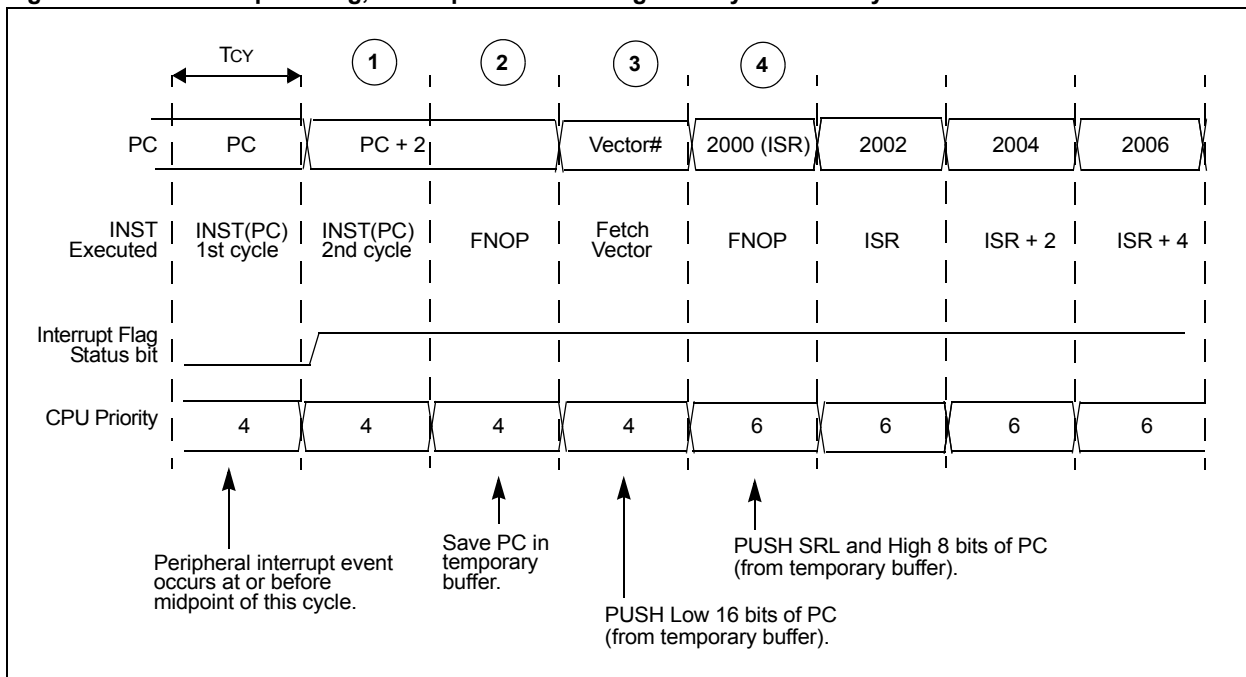 TCY
1 2 3 4
PC PC PC + 2 Vector# 2000 (ISR) 2002 2004 2006
INST
Executed
INST(PC)
1st cycle
INST(PC)
2nd cycle
FNOP
Fetch
Vector
FNOP
ISR
ISR + 2
ISR + 4
Interrupt Flag
Status bit
CPU Priority 4 4 4 4 6 6 6 6
Peripheral interrupt event
occurs at or before
midpoint of this cycle.
Save PC in
temporary
buffer.
PUSH Low 16 bits of PC
(from temporary buffer).
PUSH SRL and High 8 bits of PC
(from temporary buffer).